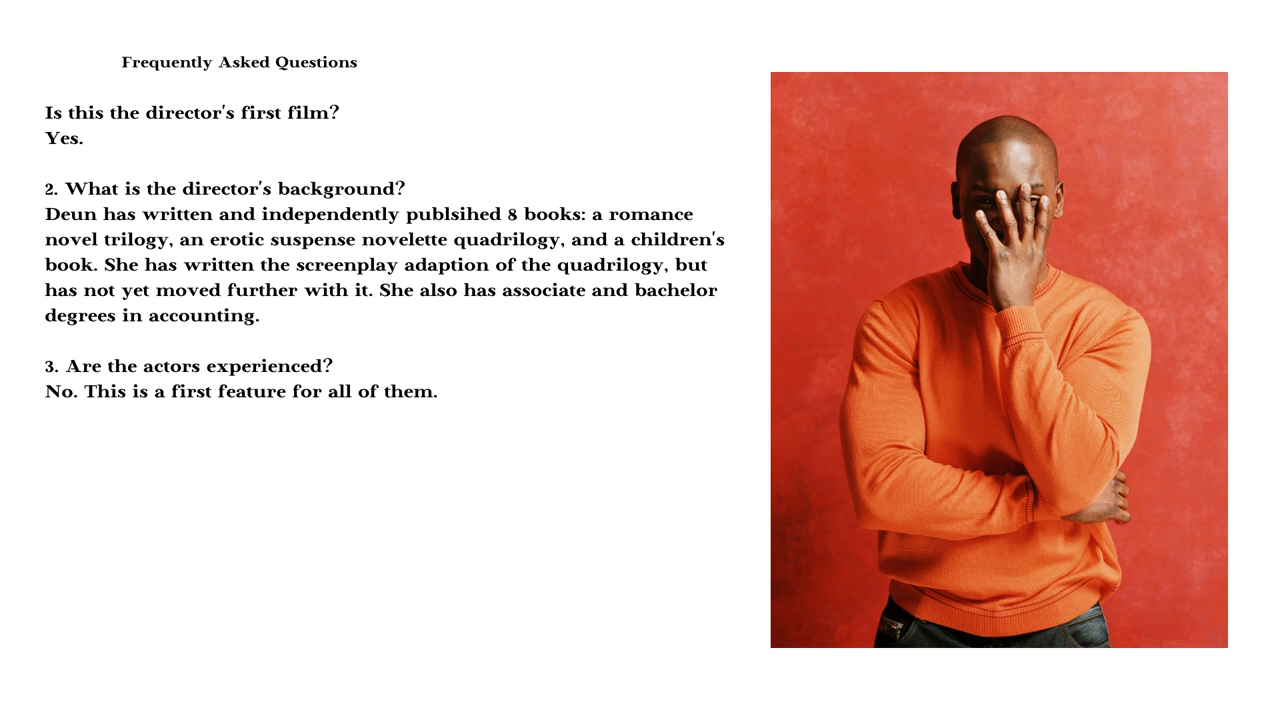 Frequently Asked Questions
Is this the director's first film?
Yes.
2. What is the director's background?
Deun has written and independently publsihed 8 books: a romance
novel trilogy, an erotic suspense novelette quadrilogy, and a children's
book. She has written the screenplay adaption of the quadrilogy, but
has not yet moved further with it. She also has associate and bachelor
degrees in accounting.
3. Are the actors experienced?
No. This is a first feature for all of them.